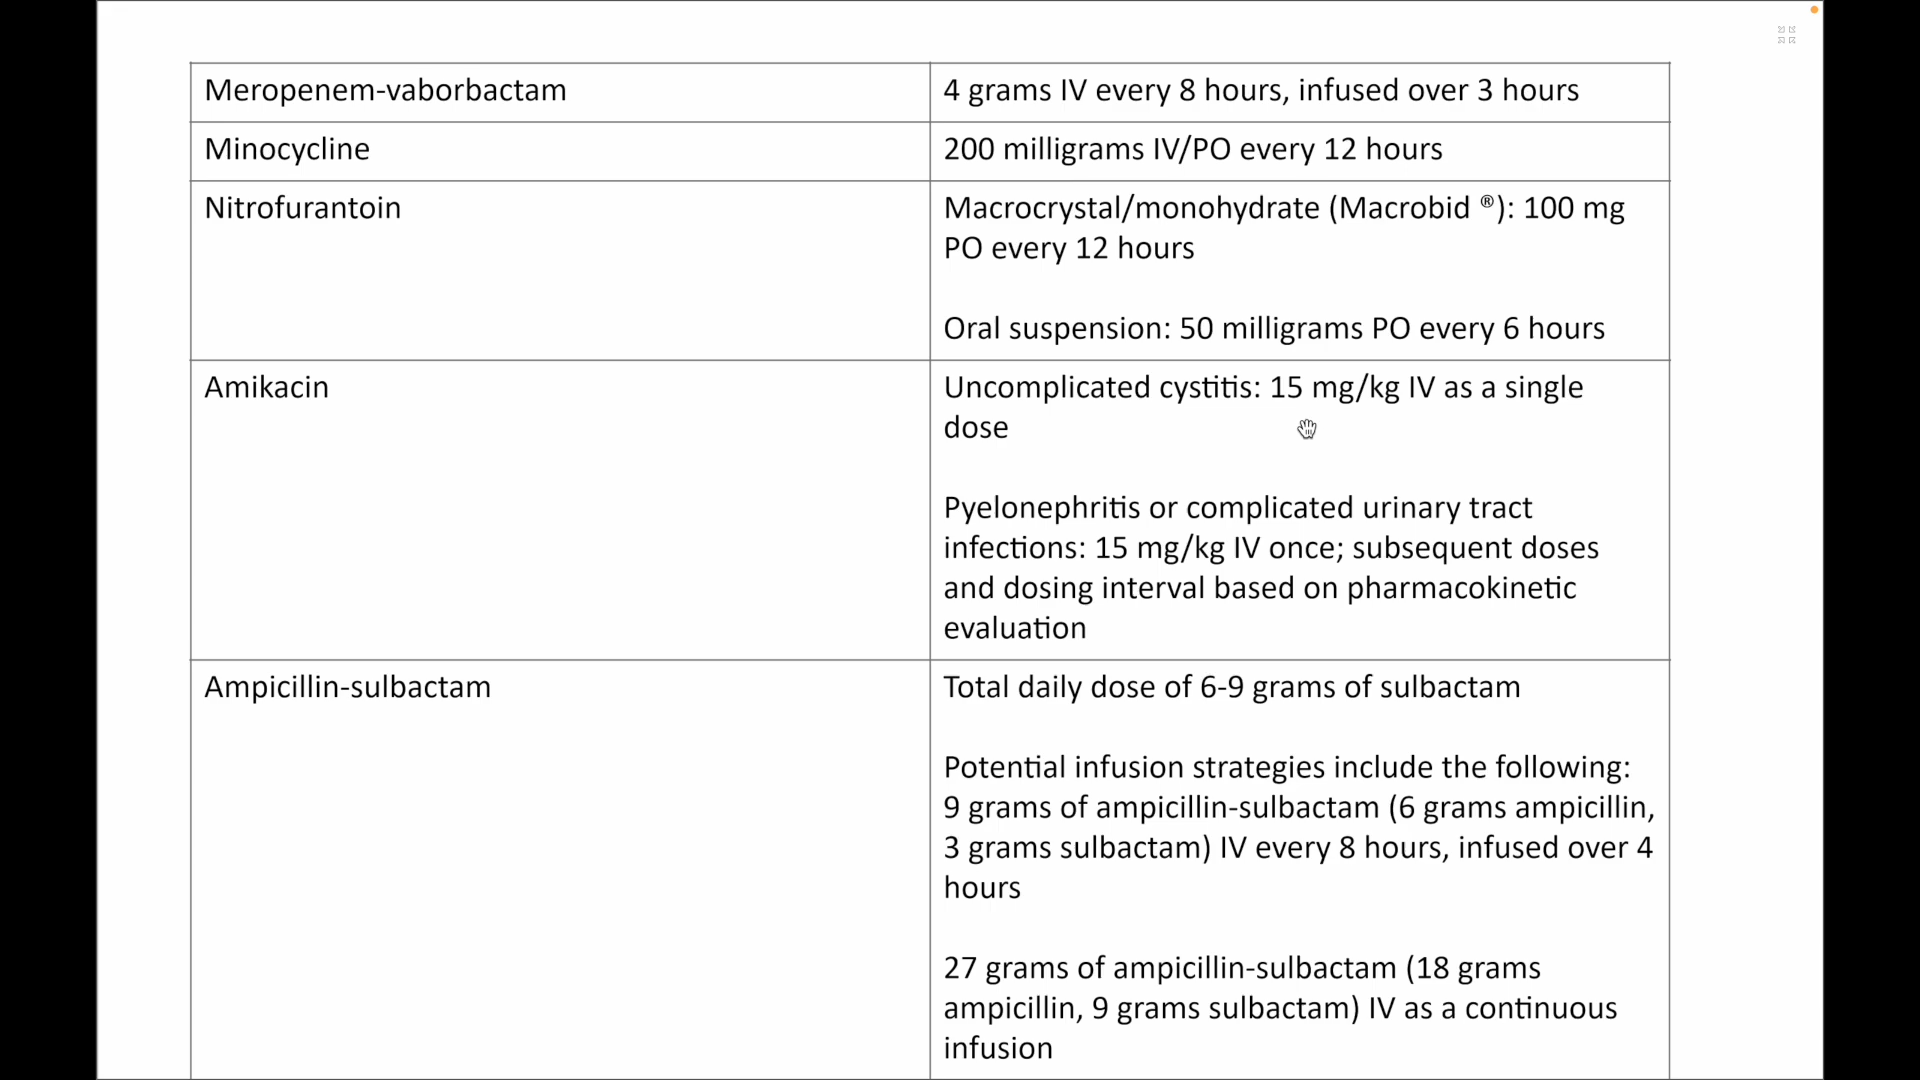 Meropenem-vaborbactam
4 grams IV every 8 hours, infused over 3 hours
Minocycline
200 milligrams IV/PO every 12 hours
Nitrofurantoin
Macrocrystal/monohydrate (Macrobid ®): 100 mg
PO every 12 hours
Oral suspension: 50 milligrams PO every 6 hours
Amikacin
Uncomplicated cystitis: 15 mg/kg IV as a single
dose
Pyelonephritis or complicated urinary tract
infections: 15 mg/kg IV once; subsequent doses
and dosing interval based on pharmacokinetic
evaluation
Ampicillin-sulbactam
Total daily dose of 6-9 grams of sulbactam
Potential infusion strategies include the following:
9 grams of ampicillin-sulbactam (6 grams ampicillin,
3 grams sulbactam) IV every 8 hours, infused over 4
hours
27 grams of ampicillin-sulbactam (18 grams
ampicillin, 9 grams sulbactam) IV as a continuous
infusion